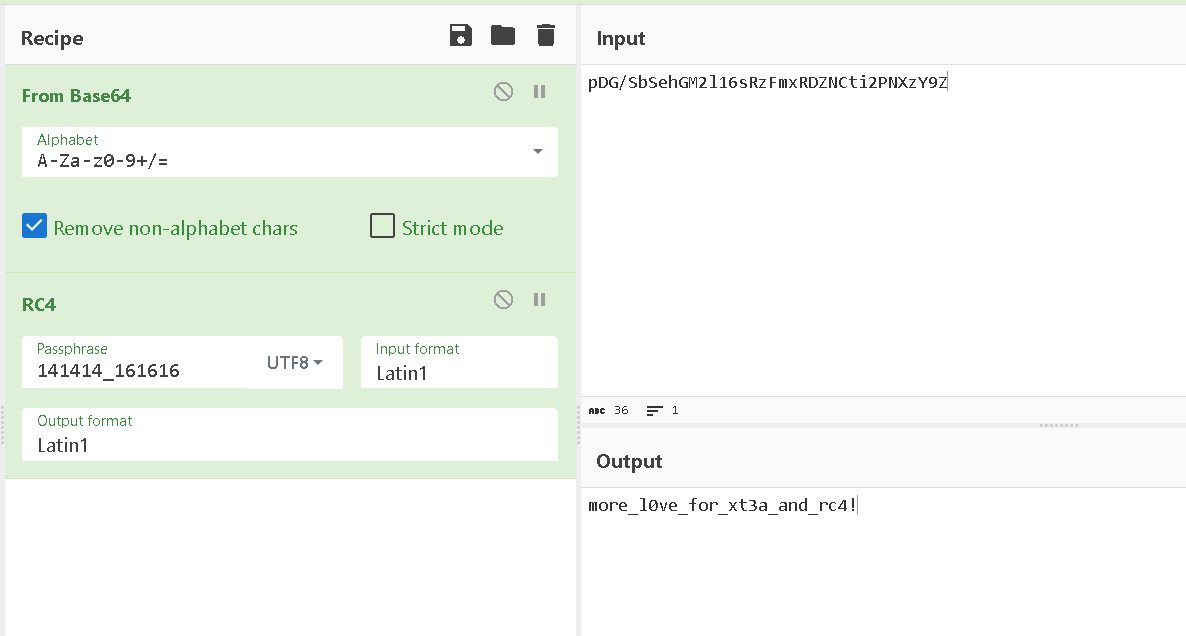 Recipe
From Base64
Alphabet
A-Za-z0-9+/=
Remove non-alphabet chars
Strict mode
RC4
Passphrase
141414_161616
UTF8
Input format
Latin1
Output format
Latin1
Input
pDG/SbSehGM2l16sRzFmxRDZNCti2PNXzY9Z
ABC 36 1
Output
more_l0ve_for_xt3a_and_rc4!